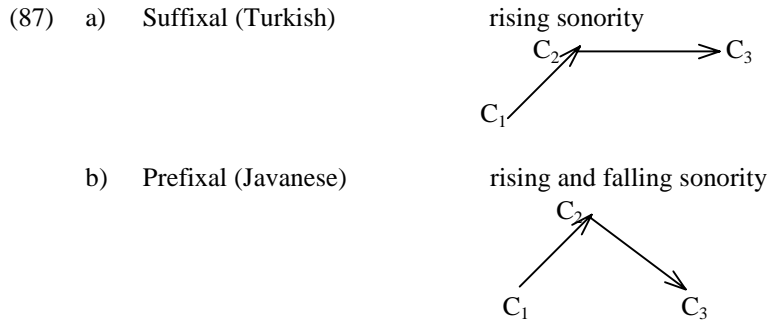 (87) a) Suffixal (Turkish) rising sonority
C₂ C₃
C₁
b) Prefixal (Javanese) rising and falling sonority
C₂
C₁ C₃